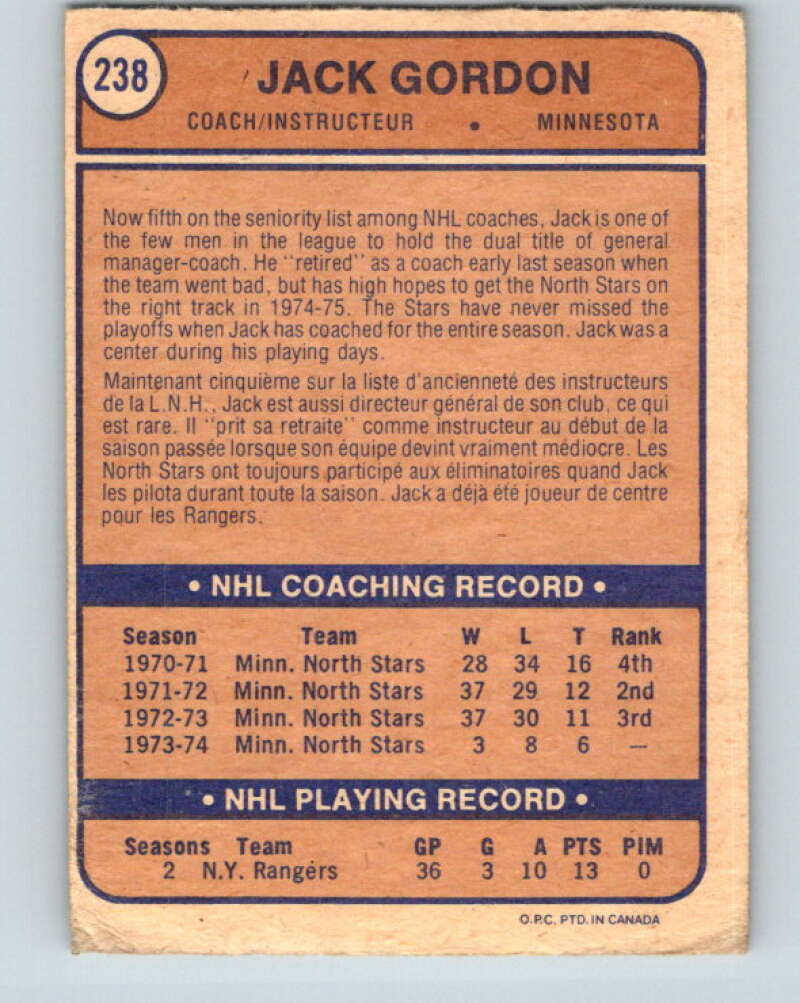 238
JACK GORDON
COACH/INSTRUCTEUR • MINNESOTA
Now fifth on the seniority list among NHL coaches, Jack is one of
the few men in the league to hold the dual title of general
manager-coach. He "retired" as a coach early last season when
the team went bad, but has high hopes to get the North Stars on
the right track in 1974-75. The Stars have never missed the
playoffs when Jack has coached for the entire season. Jack was a
center during his playing days.
Maintenant cinquième sur la liste d'ancienneté des instructeurs
de la L.N.H., Jack est aussi directeur général de son club, ce qui
est rare. Il "prit sa retraite" comme instructeur au début de la
saison passée lorsque son équipe devint vraiment médiocre. Les
North Stars ont toujours participé aux éliminatoires quand Jack
les pilota durant toute la saison. Jack a déjà été joueur de centre
pour les Rangers.
• NHL COACHING RECORD •
Season Team W L T Rank
1970-71 Minn. North Stars 28 34 16 4th
1971-72 Minn. North Stars 37 29 12 2nd
1972-73 Minn. North Stars 37 30 11 3rd
1973-74 Minn. North Stars 3 8 6 —
• NHL PLAYING RECORD •
Seasons Team GP G A PTS PIM
2 N.Y. Rangers 36 3 10 13 0
O.P.C. PTD. IN CANADA